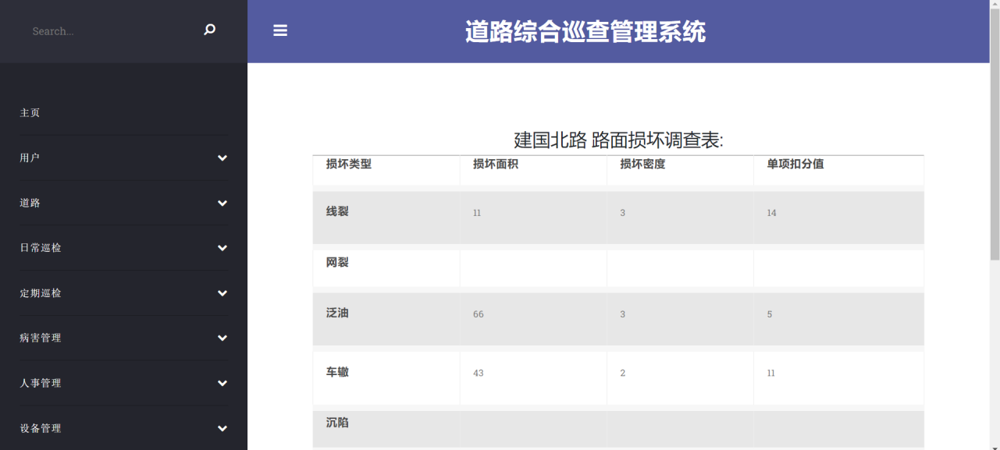 Search...
道路综合巡查管理系统
主页
用户
道路
日常巡检
定期巡检
病害管理
人事管理
设备管理
建国北路 路面损坏调查表:
损坏类型 损坏面积 损坏密度 单项扣分值
线裂 11 3 14
网裂
泛油 66 3 5
车辙 43 2 11
沉陷